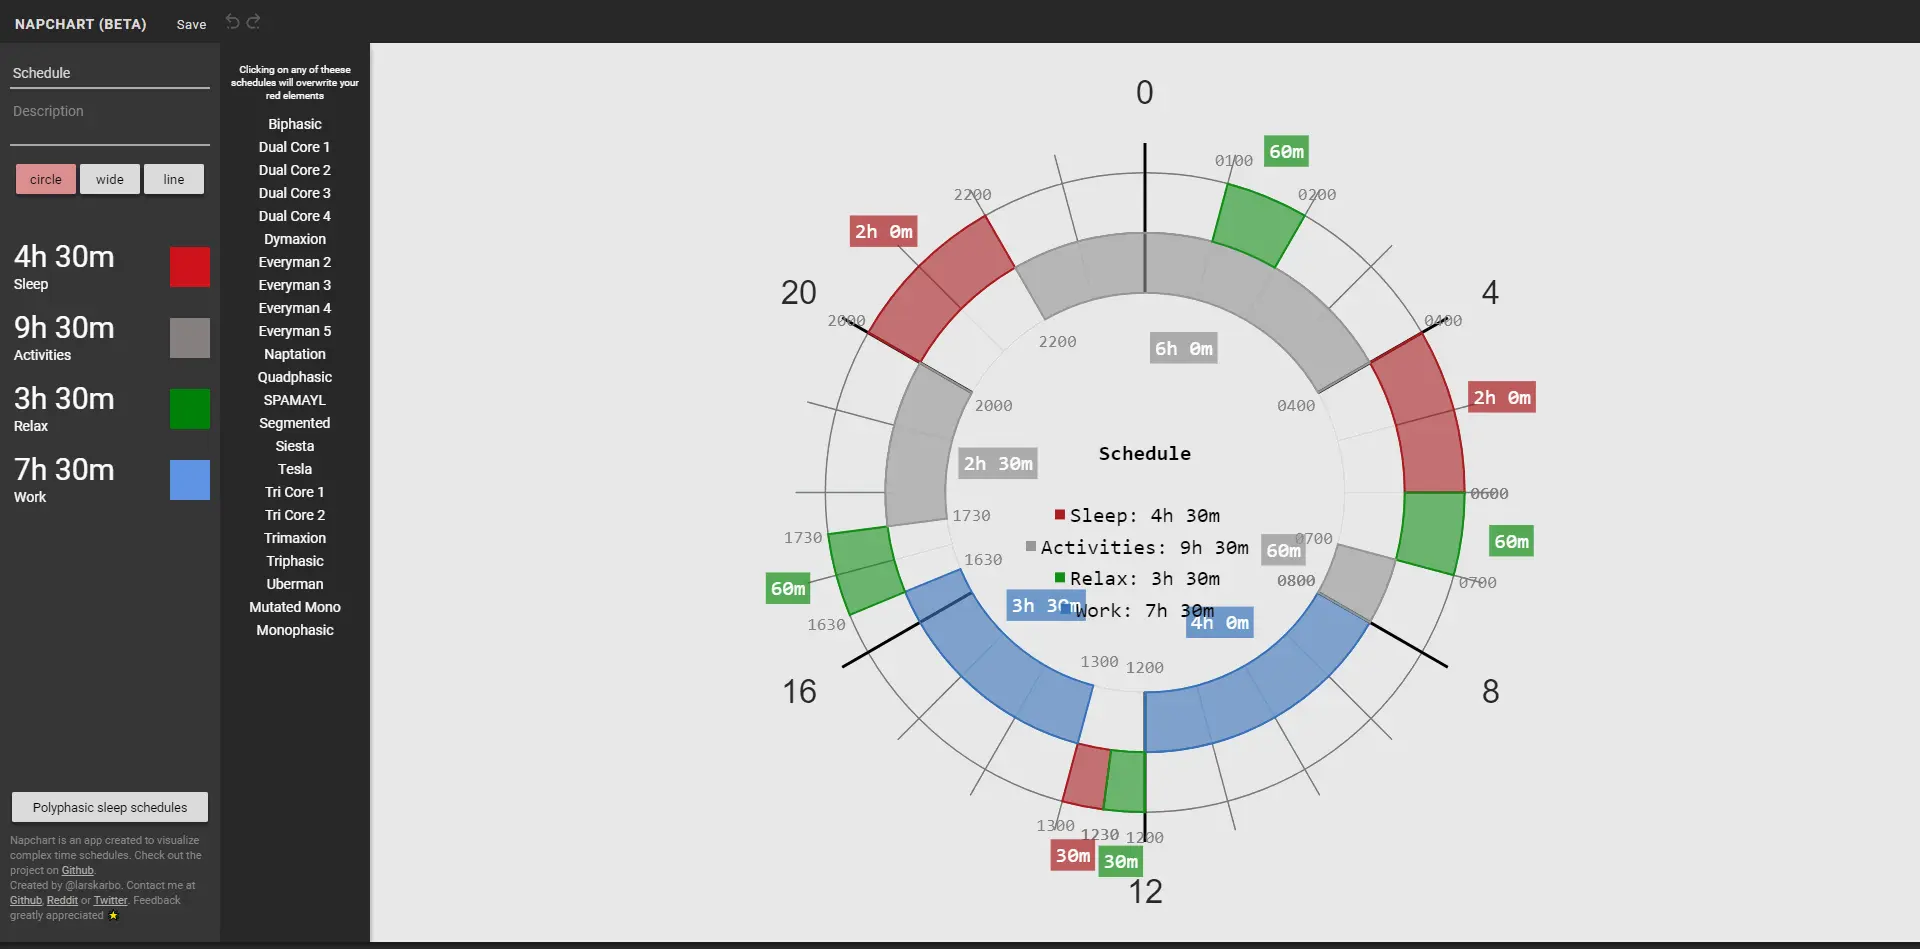 NAPCHART (BETA)
Save
Schedule
Description
circle
wide
line
4h 30m
Sleep
9h 30m
Activities
3h 30m
Relax
7h 30m
Work
Polyphasic sleep schedules
Napchart is an app created to visualize
complex time schedules. Check out the
project on Github.
Created by @larskarbo. Contact me at
Github, Reddit or Twitter. Feedback
greatly appreciated
Clicking on any of theese
schedules will overwrite your
red elements
Biphasic
Dual Core 1
Dual Core 2
Dual Core 3
Dual Core 4
Dymaxion
Everyman 2
Everyman 3
Everyman 4
Everyman 5
Naptation
Quadphasic
SPAMAYL
Segmented
Siesta
Tesla
Tri Core 1
Tri Core 2
Trimaxion
Triphasic
Uberman
Mutated Mono
Monophasic
0
60m
0100
0200
2200
2h 0m
20
4
2000
0400
2200
6h 0m
2h 0m
2000
0400
Schedule
2h 30m
0600
1730
Sleep: 4h 30m
1730
0700
60m
Activities: 9h 30m
60m
1630
Relax: 3h 30m
0800
0700
60m
3h 30m
Work: 7h 30m
4h 0m
1630
1300
1200
16
8
1300
1230
1200
30m
30m
12